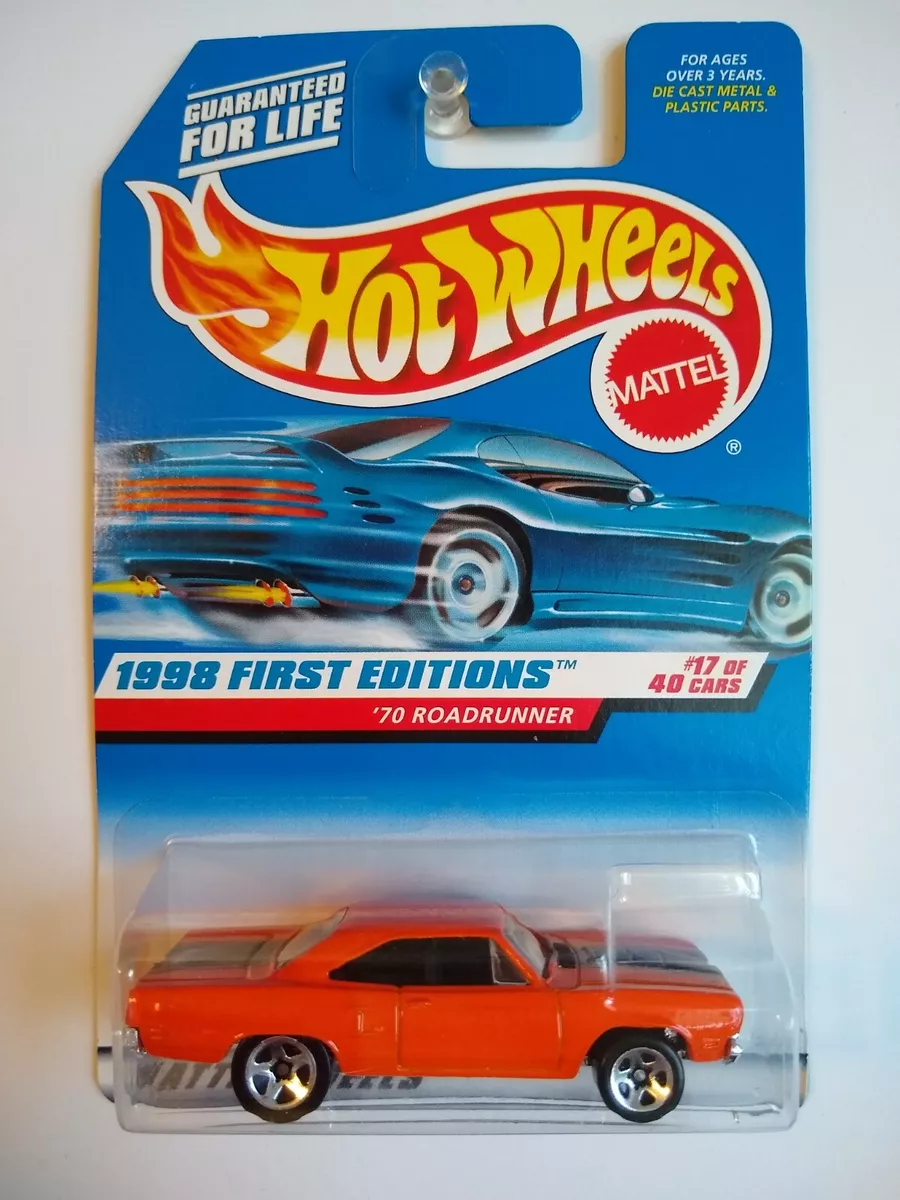 GUARANTEED
FOR LIFE
FOR AGES
OVER 3 YEARS.
DIE CAST METAL &
PLASTIC PARTS.
HOT WHEELS
MATTEL
®
1998 FIRST EDITIONS™
#17 OF
40 CARS
'70 ROADRUNNER